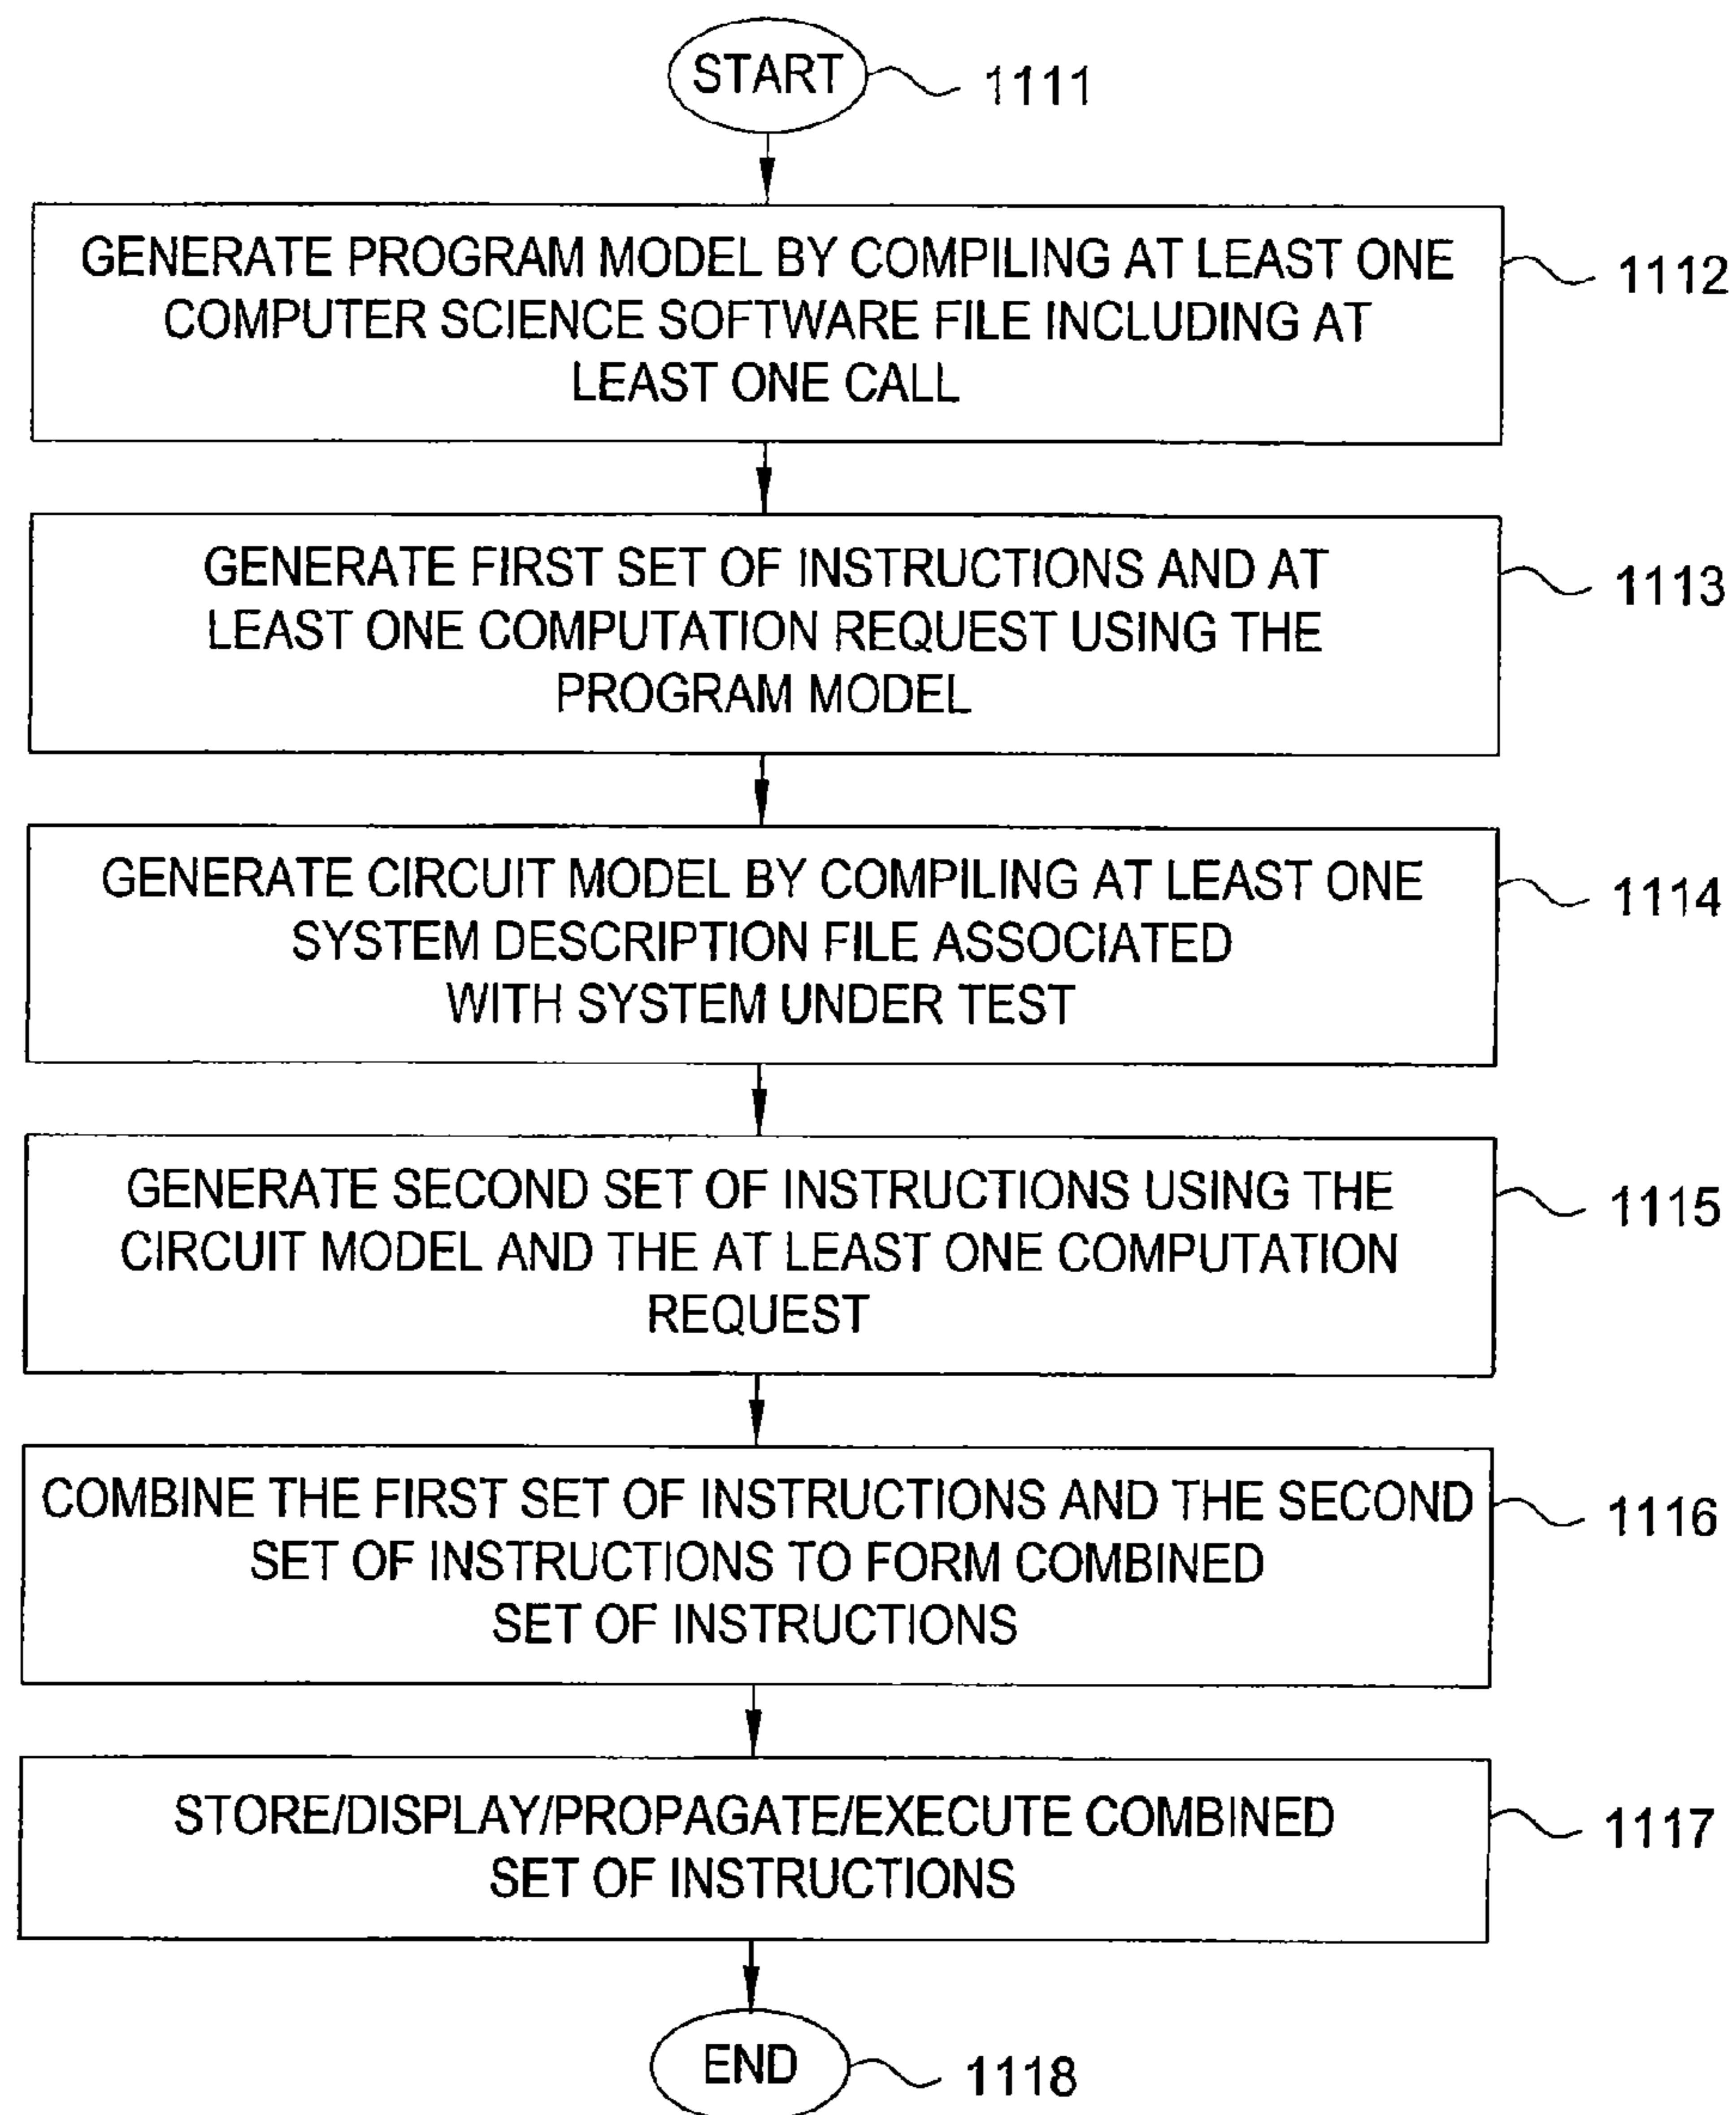 START
1111
GENERATE PROGRAM MODEL BY COMPILING AT LEAST ONE
COMPUTER SCIENCE SOFTWARE FILE INCLUDING AT
LEAST ONE CALL
1112
GENERATE FIRST SET OF INSTRUCTIONS AND AT
LEAST ONE COMPUTATION REQUEST USING THE
PROGRAM MODEL
1113
GENERATE CIRCUIT MODEL BY COMPILING AT LEAST ONE
SYSTEM DESCRIPTION FILE ASSOCIATED
WITH SYSTEM UNDER TEST
1114
GENERATE SECOND SET OF INSTRUCTIONS USING THE
CIRCUIT MODEL AND THE AT LEAST ONE COMPUTATION
REQUEST
1115
COMBINE THE FIRST SET OF INSTRUCTIONS AND THE SECOND
SET OF INSTRUCTIONS TO FORM COMBINED
SET OF INSTRUCTIONS
1116
STORE/DISPLAY/PROPAGATE/EXECUTE COMBINED
SET OF INSTRUCTIONS
1117
END
1118